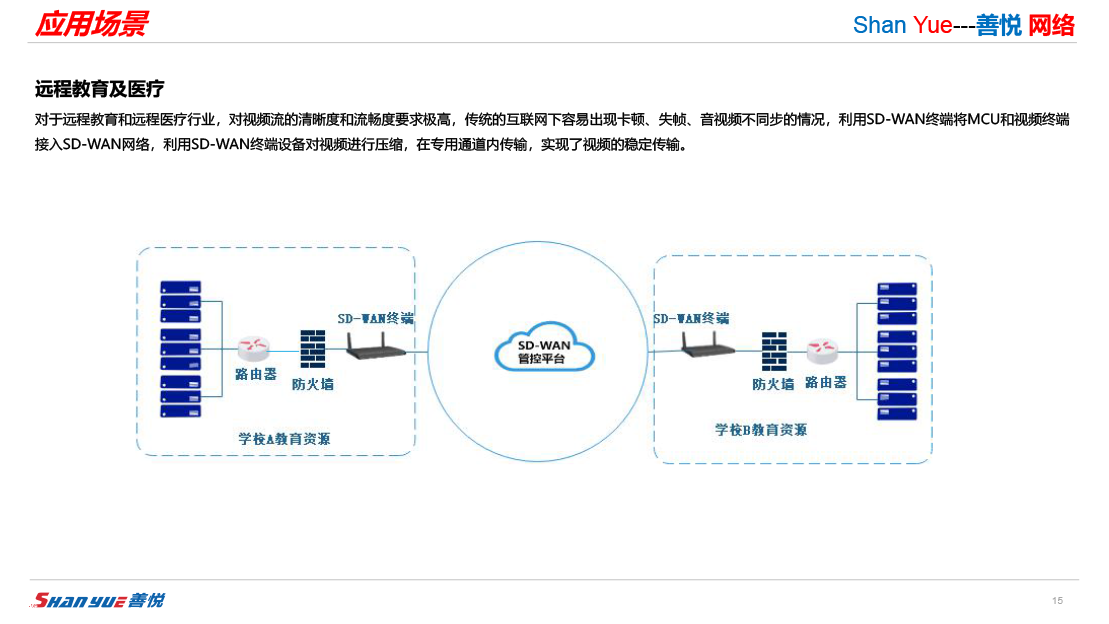 应用场景
Shan Yue---善悦 网络
远程教育及医疗
对于远程教育和远程医疗行业，对视频流的清晰度和流畅度要求极高，传统的互联网下容易出现卡顿、失帧、音视频不同步的情况，利用SD-WAN终端将MCU和视频终端
接入SD-WAN网络，利用SD-WAN终端设备对视频进行压缩，在专用通道内传输，实现了视频的稳定传输。
SD-WAN终端
路由器
防火墙
学校A教育资源
SD-WAN
管控平台
SD-WAN终端
防火墙
路由器
学校B教育资源
SHANYUE善悦
15